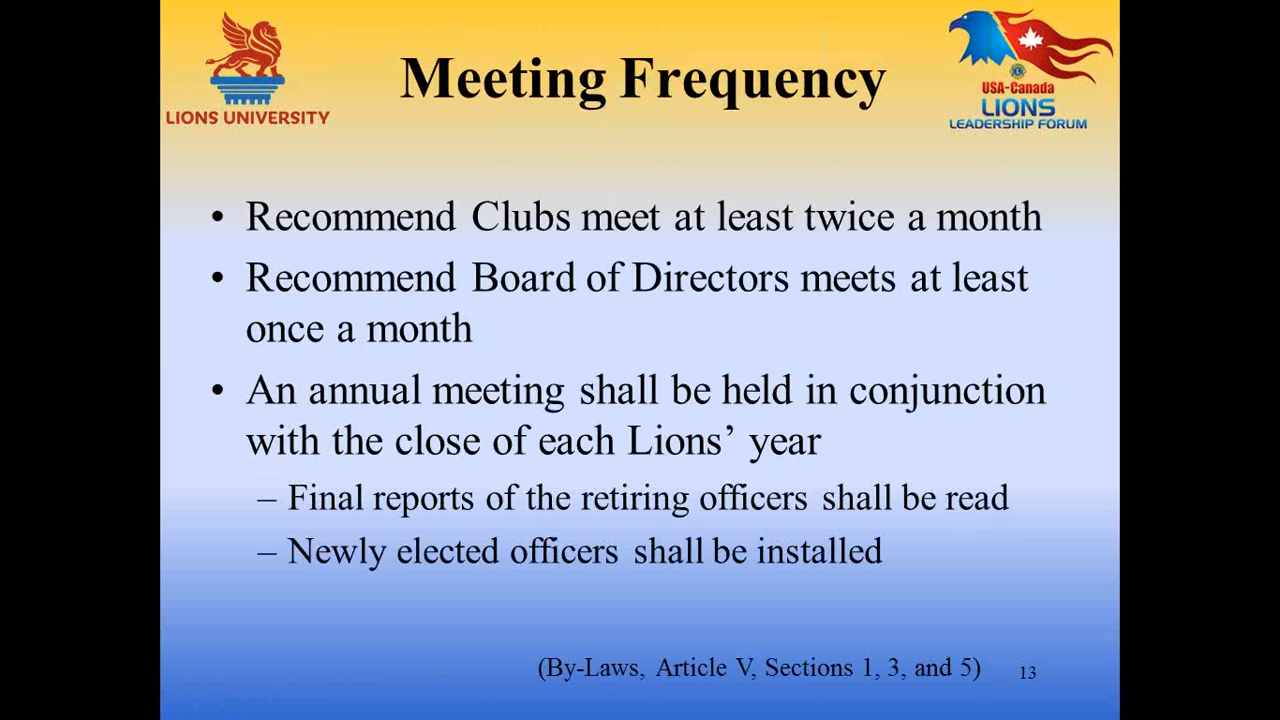 Meeting Frequency
LIONS UNIVERSITY
USA-Canada
LIONS
LEADERSHIP FORUM
• Recommend Clubs meet at least twice a month
• Recommend Board of Directors meets at least
once a month
• An annual meeting shall be held in conjunction
with the close of each Lions’ year
– Final reports of the retiring officers shall be read
– Newly elected officers shall be installed
(By-Laws, Article V, Sections 1, 3, and 5)
13